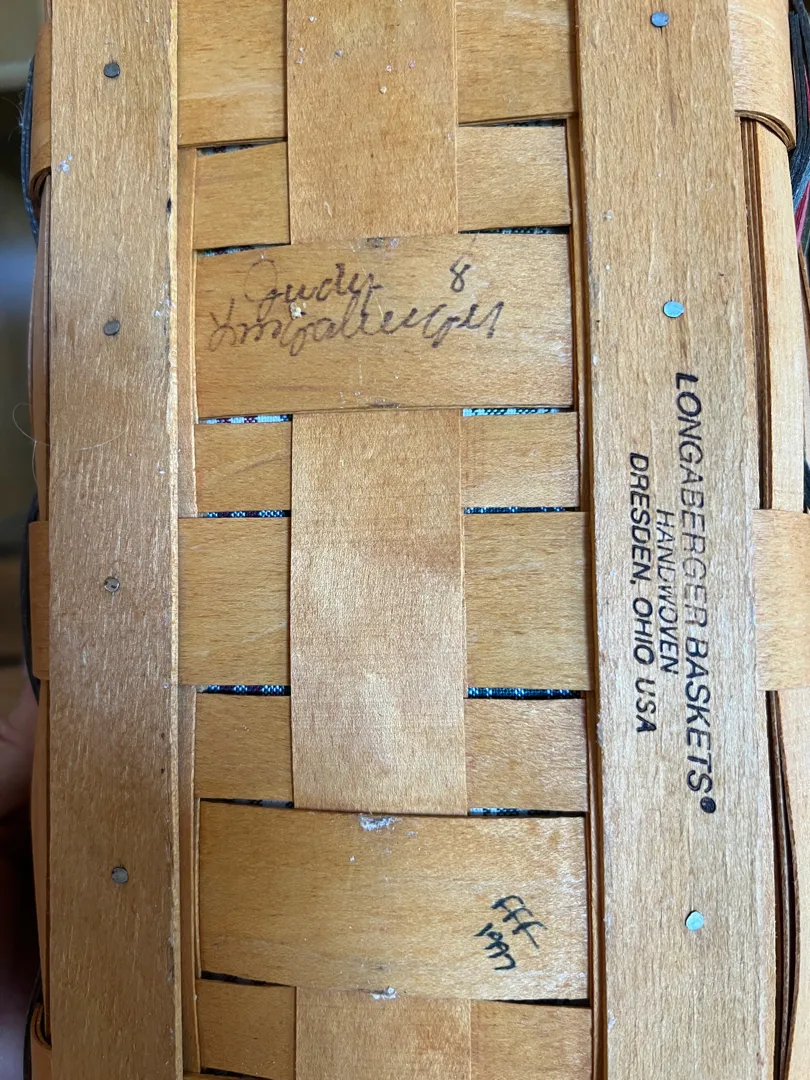 Judy 8
Longaberger
LONGABERGER BASKETS®
HANDWOVEN
DRESDEN, OHIO USA
fff
1997